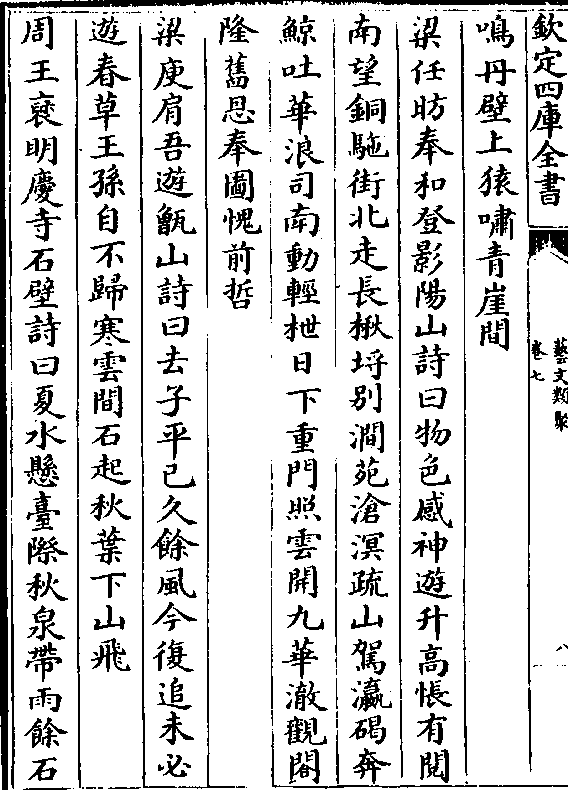 欽定四庫全書
藝文類聚
卷七
八
鳴丹壁上猿嘯青崖間
梁任昉奉和登影陽山詩曰物色感神遊升高悵有閱
南望銅駞街北走長楸埒别澗苑滄溟疏山駕瀛碣奔
鯨吐華浪司南動輕枻日下重門照雲開九華澈觀閣
隆舊恩奉圖愧前哲
梁庾肩吾遊甑山詩曰去子平已久餘風今復追未必
遊春草王孫自不歸寒雲間石起秋葉下山飛
周王襃明慶寺石壁詩曰夏水懸臺際秋泉帶雨餘石